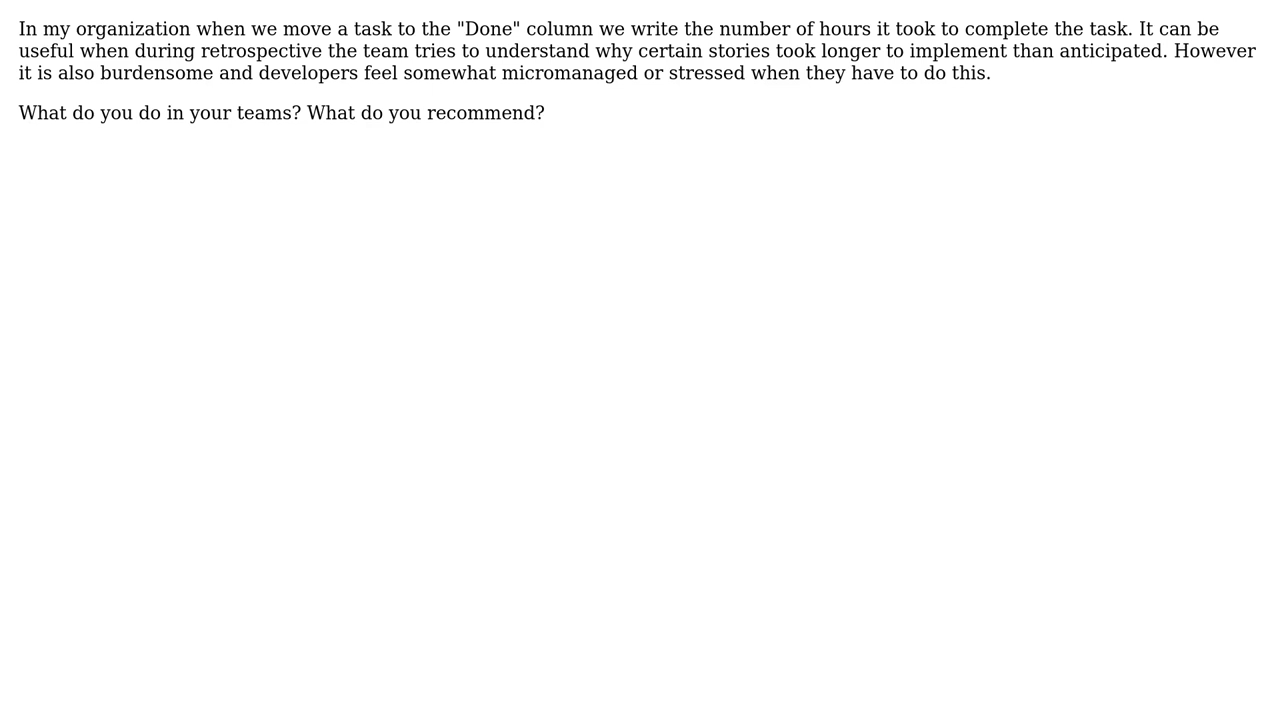 In my organization when we move a task to the "Done" column we write the number of hours it took to complete the task. It can be
useful when during retrospective the team tries to understand why certain stories took longer to implement than anticipated. However
it is also burdensome and developers feel somewhat micromanaged or stressed when they have to do this.
What do you do in your teams? What do you recommend?